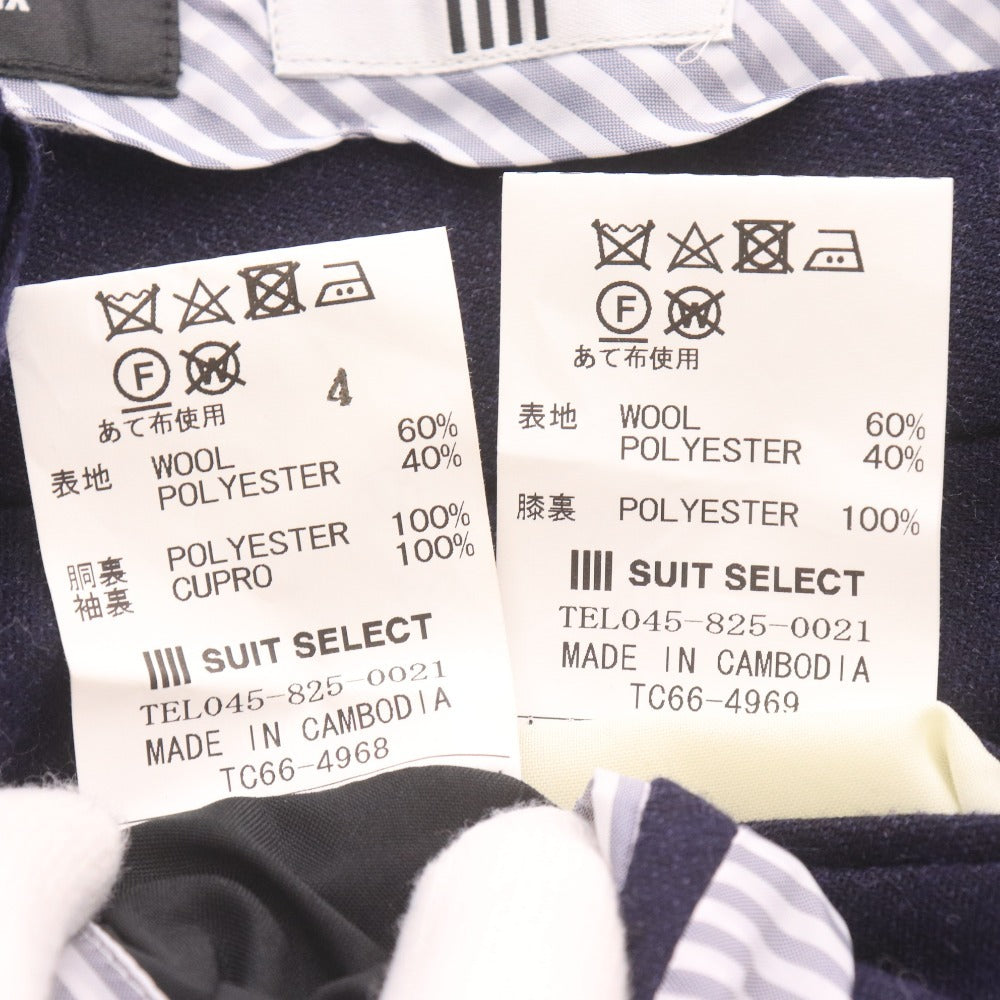 F W
あて布使用
4
表地 WOOL 60%
POLYESTER 40%
胴裏 POLYESTER 100%
袖裏 CUPRO 100%
SUIT SELECT
TEL045-825-0021
MADE IN CAMBODIA
TC66-4968
F W
あて布使用
表地 WOOL 60%
POLYESTER 40%
膝裏 POLYESTER 100%
SUIT SELECT
TEL045-825-0021
MADE IN CAMBODIA
TC66-4969